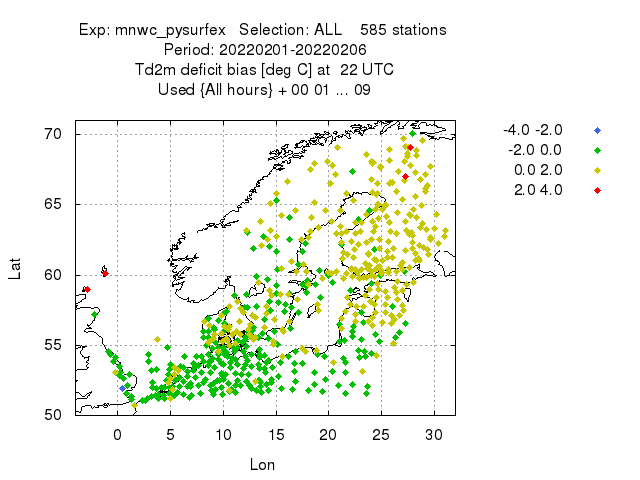 Exp: mnwc_pysurfex   Selection: ALL    585 stations
Period: 20220201-20220206
Td2m deficit bias [deg C] at  22 UTC
Used {All hours} + 00 01 ... 09
-4.0 -2.0
-2.0 0.0
0.0 2.0
2.0 4.0
70
65
60
55
50
Lat
0 5 10 15 20 25 30
Lon